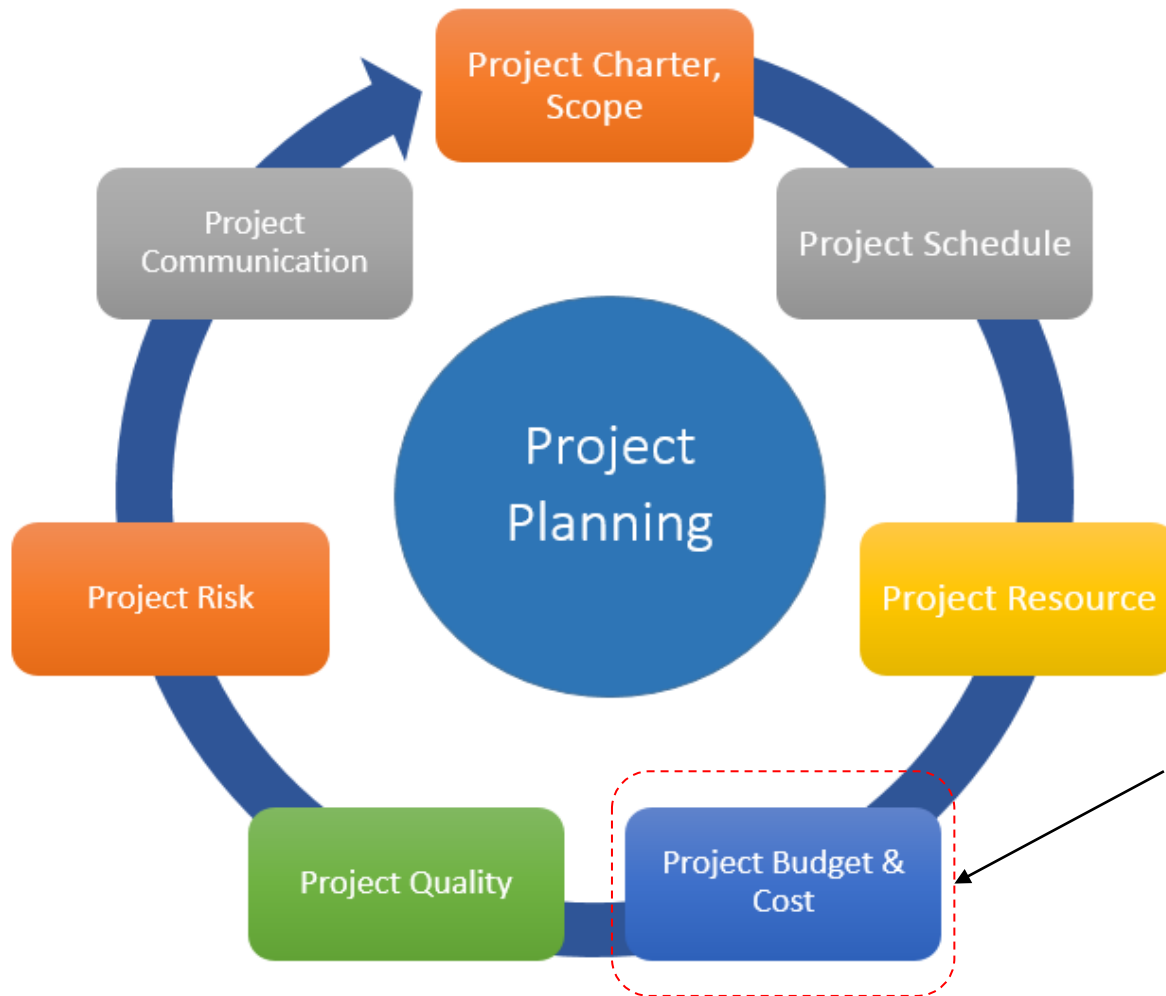 Project Charter,
Scope
Project Schedule
Project Resource
Project Budget &
Cost
Project Quality
Project Risk
Project
Communication
Project
Planning